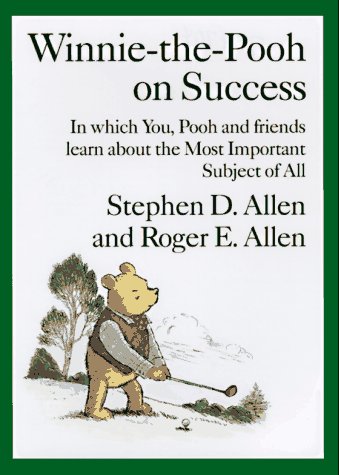 Winnie-the-Pooh
on Success
In which You, Pooh and friends
learn about the Most Important
Subject of All
Stephen D. Allen
and Roger E. Allen